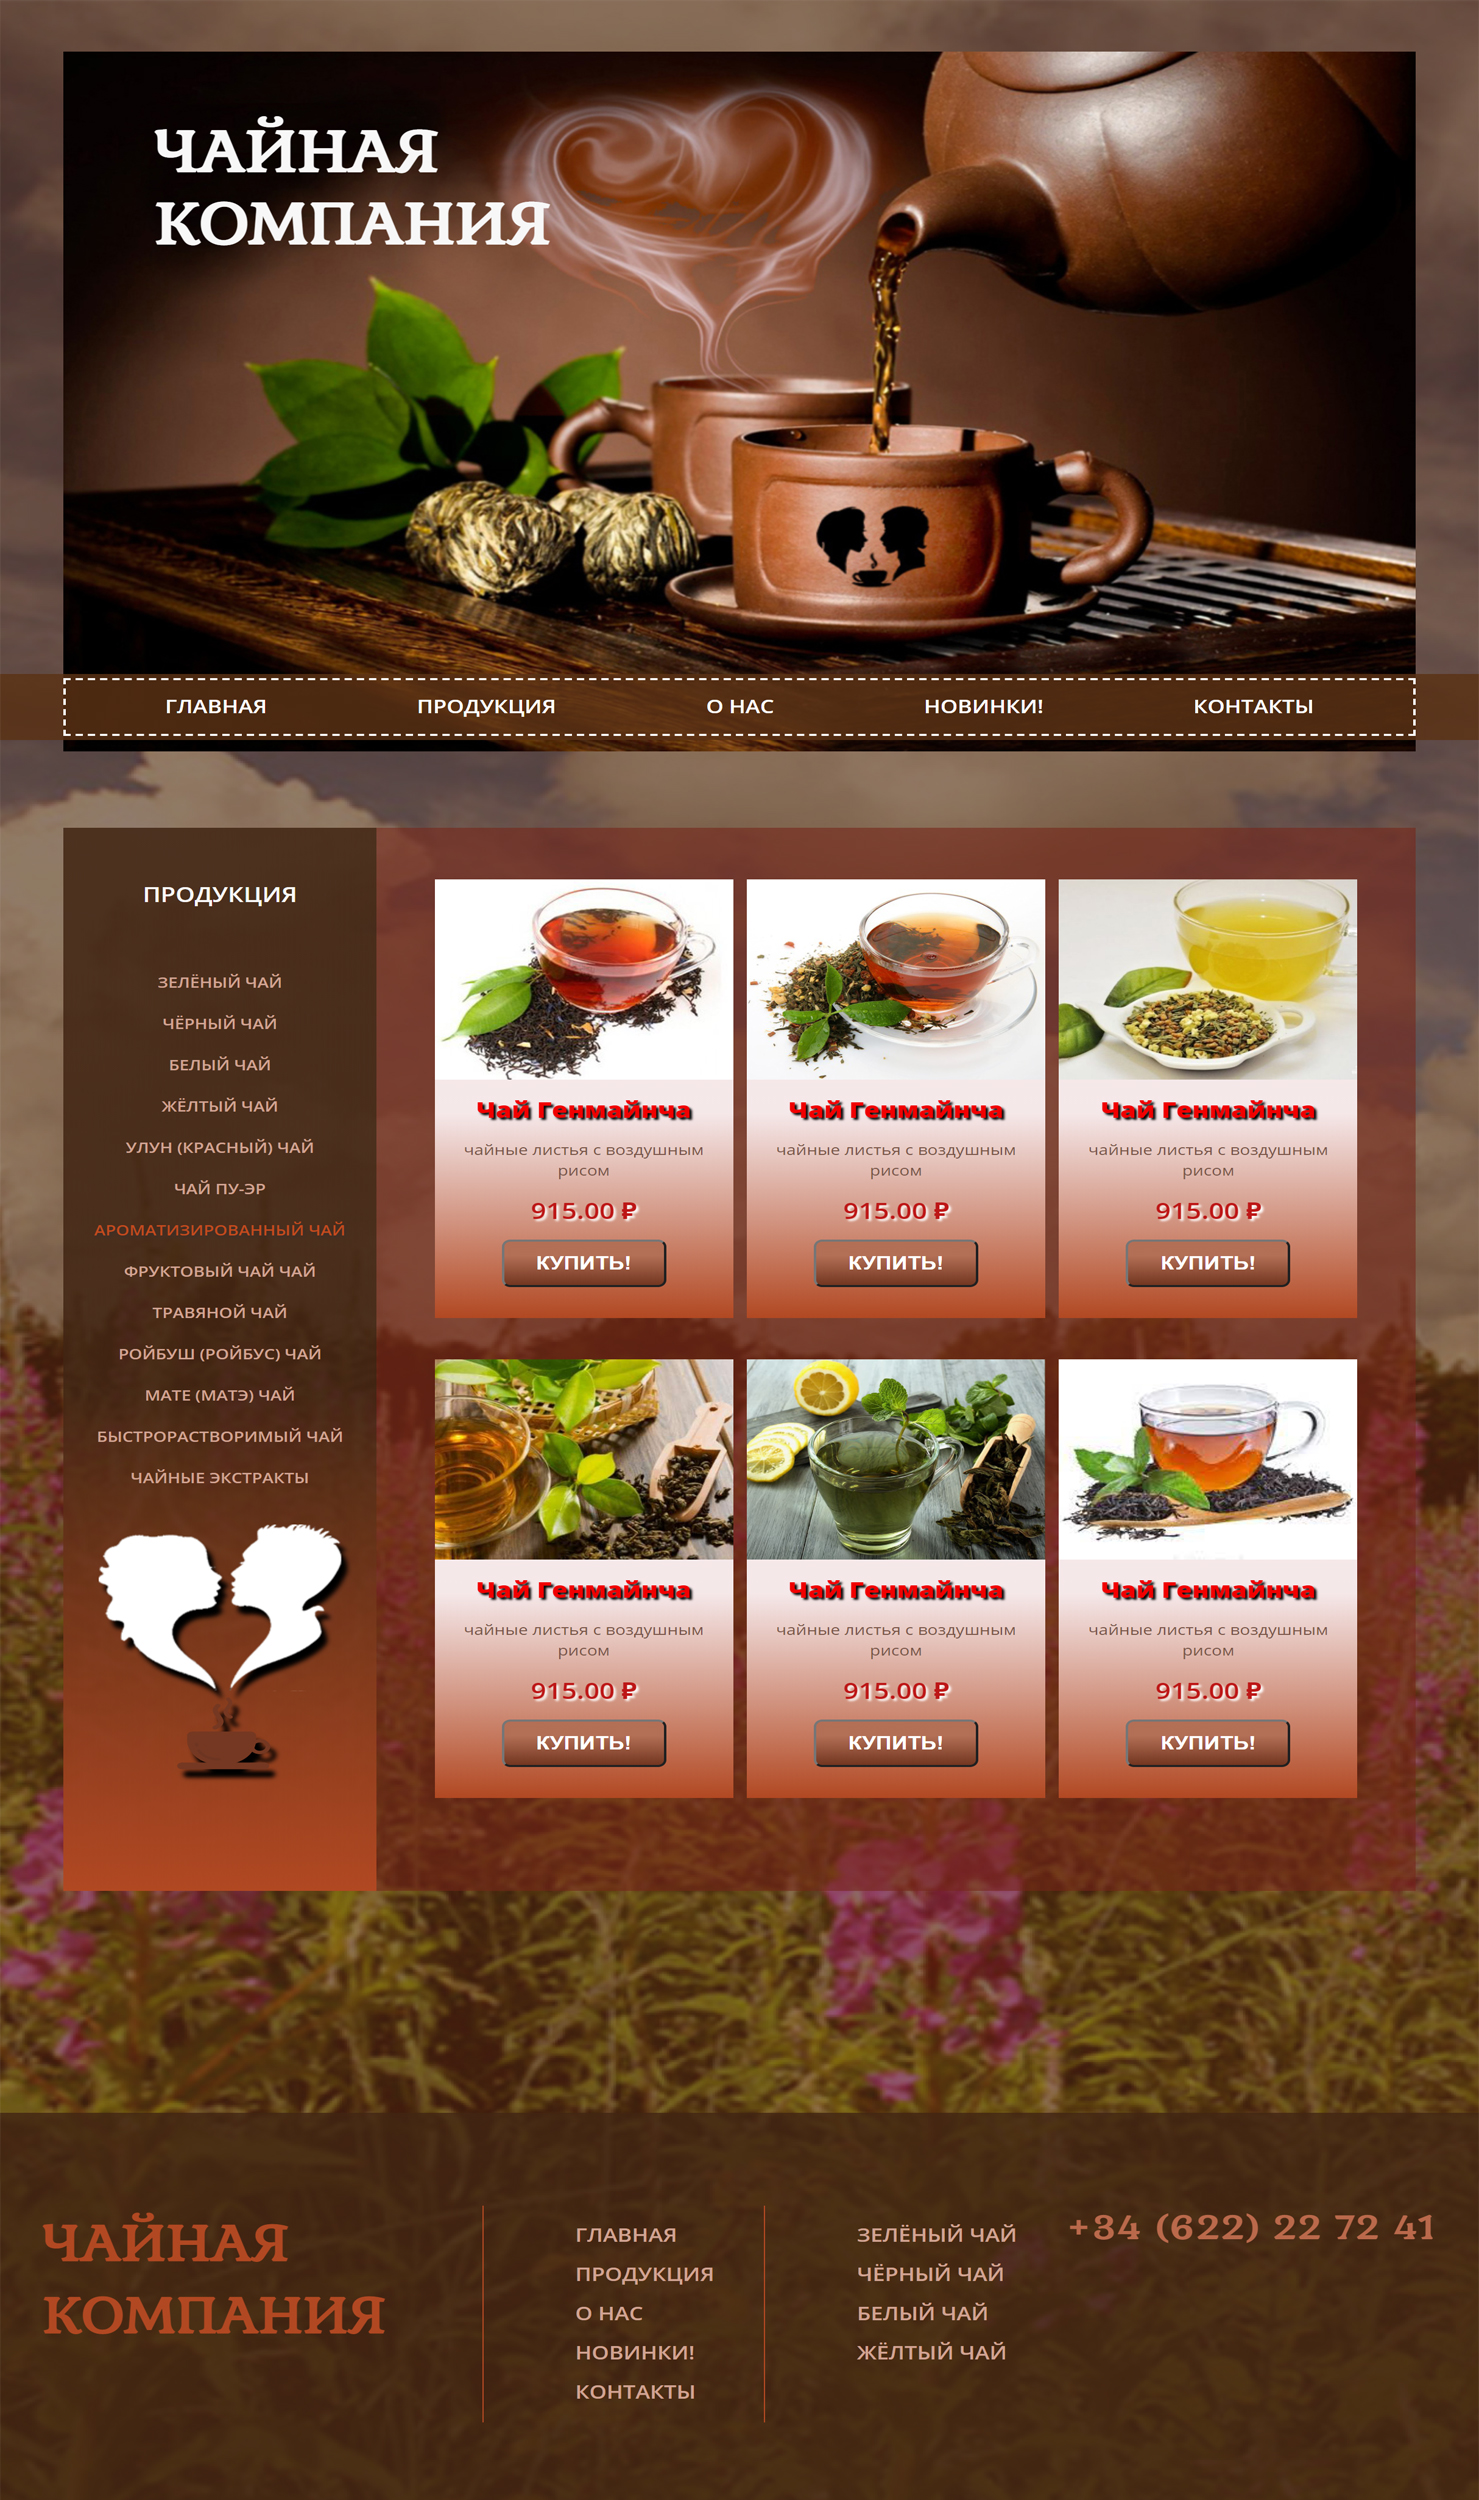 ЧАЙНАЯ
КОМПАНИЯ
ГЛАВНАЯ ПРОДУКЦИЯ О НАС НОВИНКИ! КОНТАКТЫ
ПРОДУКЦИЯ
ЗЕЛЁНЫЙ ЧАЙ
ЧЁРНЫЙ ЧАЙ
БЕЛЫЙ ЧАЙ
ЖЁЛТЫЙ ЧАЙ
УЛУН (КРАСНЫЙ) ЧАЙ
ЧАЙ ПУ-ЭР
АРОМАТИЗИРОВАННЫЙ ЧАЙ
ФРУКТОВЫЙ ЧАЙ ЧАЙ
ТРАВЯНОЙ ЧАЙ
РОЙБУШ (РОЙБУС) ЧАЙ
МАТЕ (МАТЭ) ЧАЙ
БЫСТРОРАСТВОРИМЫЙ ЧАЙ
ЧАЙНЫЕ ЭКСТРАКТЫ
Чай Генмайнча
чайные листья с воздушным
рисом
915.00 ₽
КУПИТЬ!
Чай Генмайнча
чайные листья с воздушным
рисом
915.00 ₽
КУПИТЬ!
Чай Генмайнча
чайные листья с воздушным
рисом
915.00 ₽
КУПИТЬ!
Чай Генмайнча
чайные листья с воздушным
рисом
915.00 ₽
КУПИТЬ!
Чай Генмайнча
чайные листья с воздушным
рисом
915.00 ₽
КУПИТЬ!
Чай Генмайнча
чайные листья с воздушным
рисом
915.00 ₽
КУПИТЬ!
ЧАЙНАЯ
КОМПАНИЯ
ГЛАВНАЯ
ПРОДУКЦИЯ
О НАС
НОВИНКИ!
КОНТАКТЫ
ЗЕЛЁНЫЙ ЧАЙ
ЧЁРНЫЙ ЧАЙ
БЕЛЫЙ ЧАЙ
ЖЁЛТЫЙ ЧАЙ
+34 (622) 22 72 41